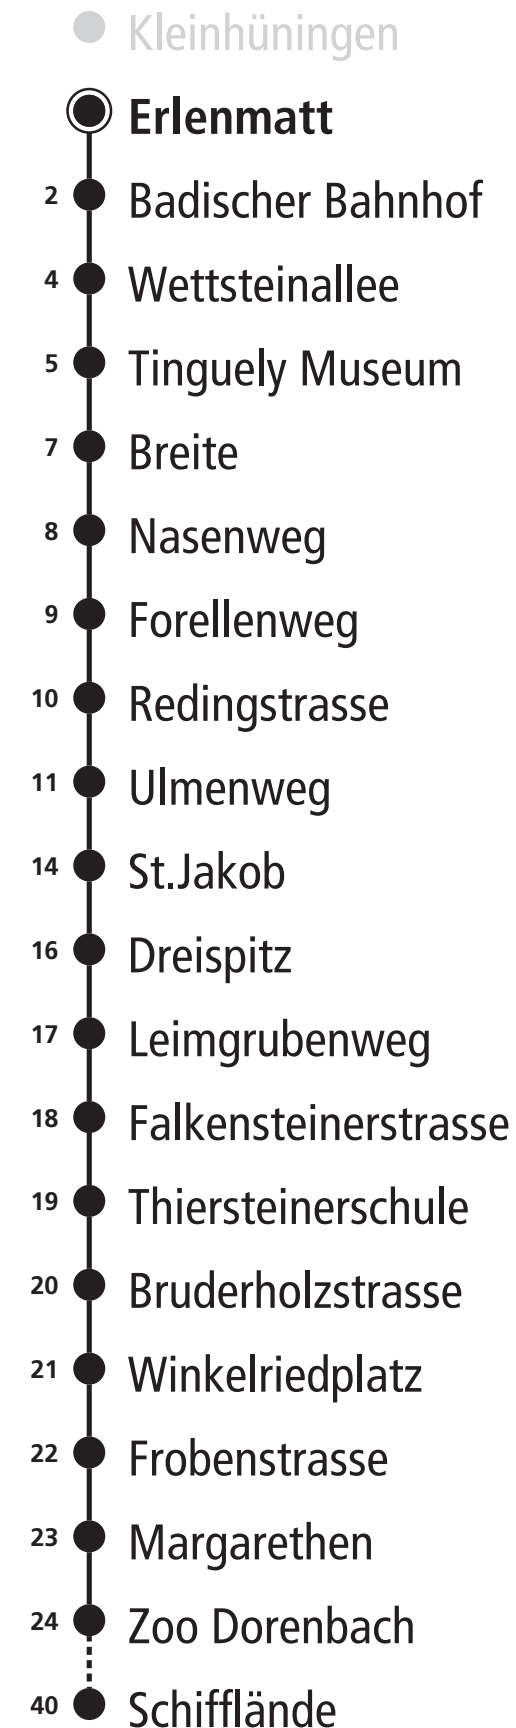 Kleinhüningen
Erlenmatt
2 Badischer Bahnhof
4 Wettsteinallee
5 Tinguely Museum
7 Breite
8 Nasenweg
9 Forellenweg
10 Redingstrasse
11 Ulmenweg
14 St.Jakob
16 Dreispitz
17 Leimgrubenweg
18 Falkensteinerstrasse
19 Thiersteinerschule
20 Bruderholzstrasse
21 Winkelriedplatz
22 Frobenstrasse
23 Margarethen
24 Zoo Dorenbach
40 Schifflände